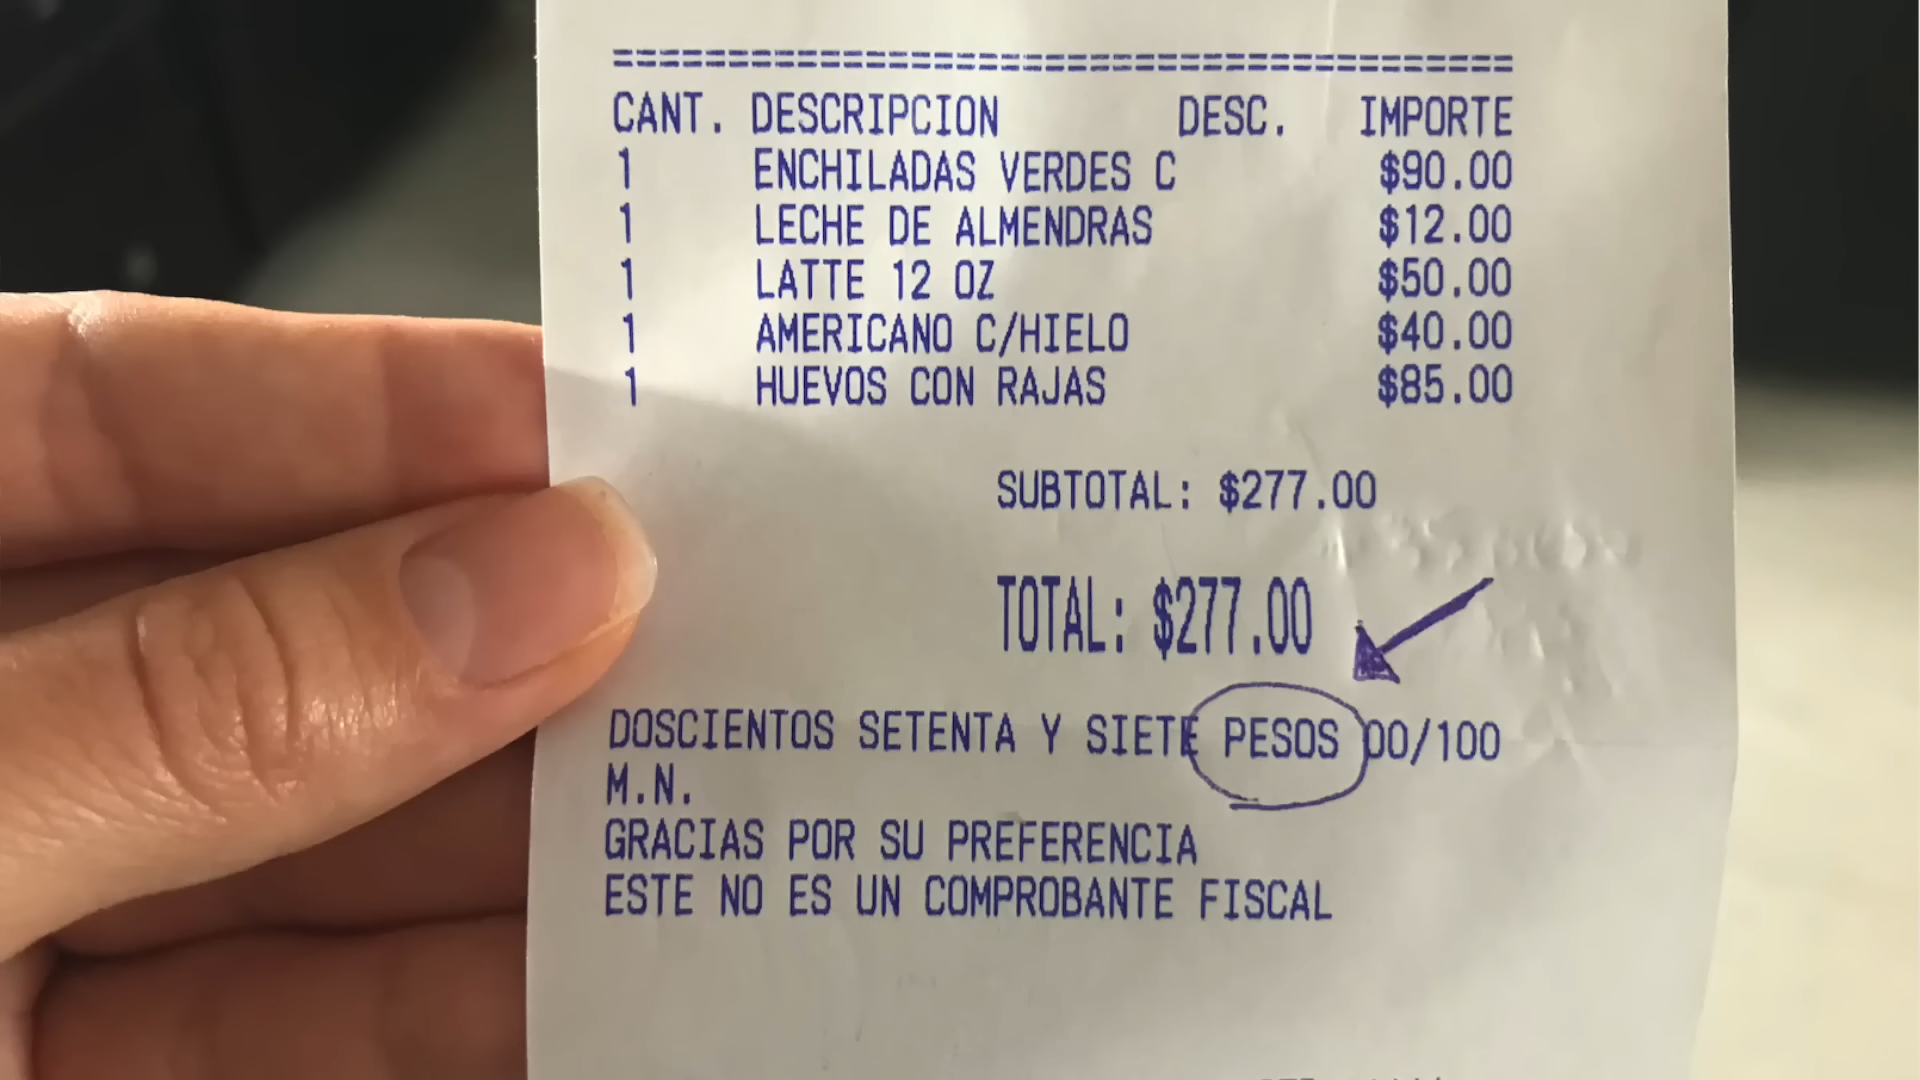 ========================================
CANT. DESCRIPCION DESC. IMPORTE
1 ENCHILADAS VERDES C $90.00
1 LECHE DE ALMENDRAS $12.00
1 LATTE 12 OZ $50.00
1 AMERICANO C/HIELO $40.00
1 HUEVOS CON RAJAS $85.00
SUBTOTAL: $277.00
TOTAL: $277.00
DOSCIENTOS SETENTA Y SIETE PESOS 00/100
M.N.
GRACIAS POR SU PREFERENCIA
ESTE NO ES UN COMPROBANTE FISCAL